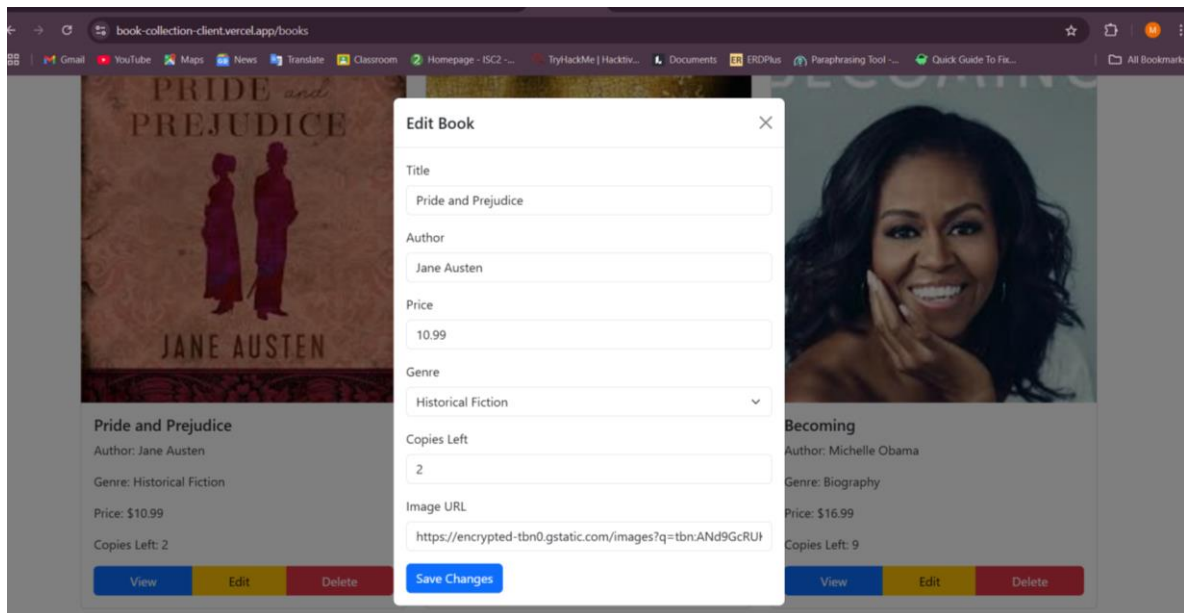 book-collection-client.vercel.app/books
M
Gmail YouTube Maps News Translate Classroom Homepage - ISC2 -... TryHackMe | Hacktiv... Documents ER ERDPlus Paraphrasing Tool -... Quick Guide To Fix... All Bookmarks
PRIDE and
PREJUDICE
JANE AUSTEN
Pride and Prejudice
Author: Jane Austen
Genre: Historical Fiction
Price: $10.99
Copies Left: 2
View Edit Delete
Edit Book
Title
Pride and Prejudice
Author
Jane Austen
Price
10.99
Genre
Historical Fiction
Copies Left
2
Image URL
https://encrypted-tbn0.gstatic.com/images?q=tbn:ANd9GcRU
Save Changes
BECOMING
Becoming
Author: Michelle Obama
Genre: Biography
Price: $16.99
Copies Left: 9
View Edit Delete